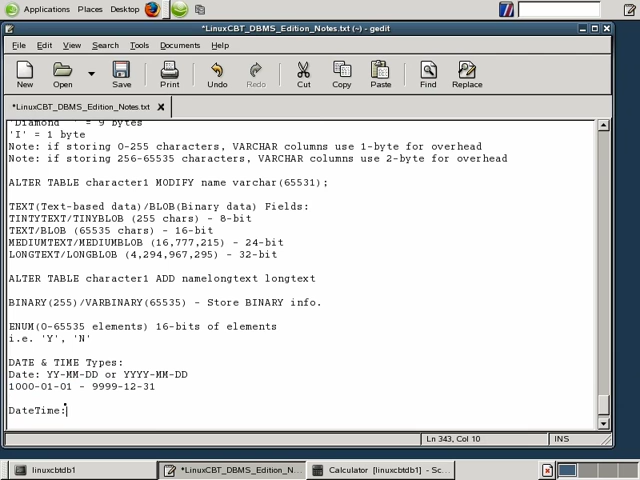 Applications Places Desktop
*LinuxCBT_DBMS_Edition_Notes.txt (~) - gedit
File Edit View Search Tools Documents Help
New Open Save Print Undo Redo Cut Copy Paste Find Replace
*LinuxCBT_DBMS_Edition_Notes.txt
'Diamond  ' = 9 bytes
'I' = 1 byte
Note: if storing 0-255 characters, VARCHAR columns use 1-byte for overhead
Note: if storing 256-65535 characters, VARCHAR columns use 2-byte for overhead
ALTER TABLE character1 MODIFY name varchar(65531);
TEXT(Text-based data)/BLOB(Binary data) Fields:
TINTYTEXT/TINYBLOB (255 chars) - 8-bit
TEXT/BLOB (65535 chars) - 16-bit
MEDIUMTEXT/MEDIUMBLOB (16,777,215) - 24-bit
LONGTEXT/LONGBLOB (4,294,967,295) - 32-bit
ALTER TABLE character1 ADD namelongtext longtext
BINARY(255)/VARBINARY(65535) - Store BINARY info.
ENUM(0-65535 elements) 16-bits of elements
i.e. 'Y', 'N'
DATE & TIME Types:
Date: YY-MM-DD or YYYY-MM-DD
1000-01-01 - 9999-12-31
DateTime:
Ln 343, Col 10 INS
linuxcbtdb1 *LinuxCBT_DBMS_Edition_N... Calculator [linuxcbtdb1] - Sc...